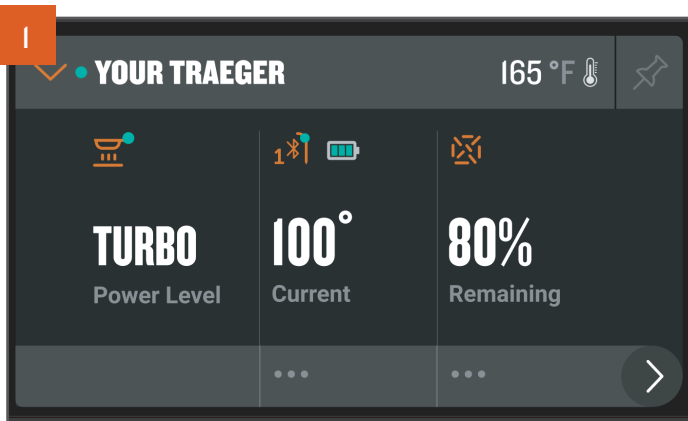 1
YOUR TRAEGER
165 °F
1
TURBO
100°
80%
Power Level
Current
Remaining